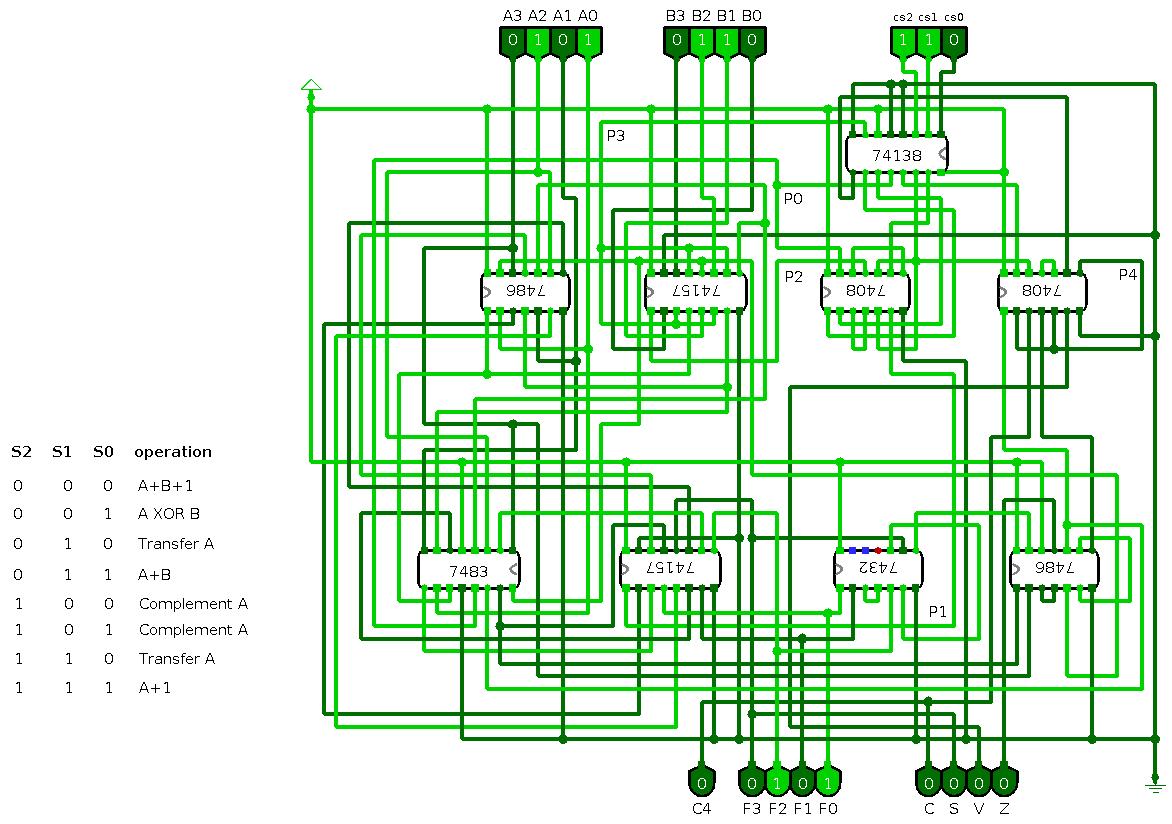 A3 A2 A1 A0 B3 B2 B1 B0 cs2 cs1 cs0
0 1 0 1 0 1 1 0 1 1 0
P3
74138
P0
7486 74157 P2 7408 7408 P4
S2 S1 S0 operation
0 0 0 A+B+1
0 0 1 A XOR B
0 1 0 Transfer A
0 1 1 A+B
1 0 0 Complement A
1 0 1 Complement A
1 1 0 Transfer A
1 1 1 A+1
7483 74157 7432 7486
P1
0 0 1 0 1 0 0 0 0
C4 F3 F2 F1 F0 C S V Z